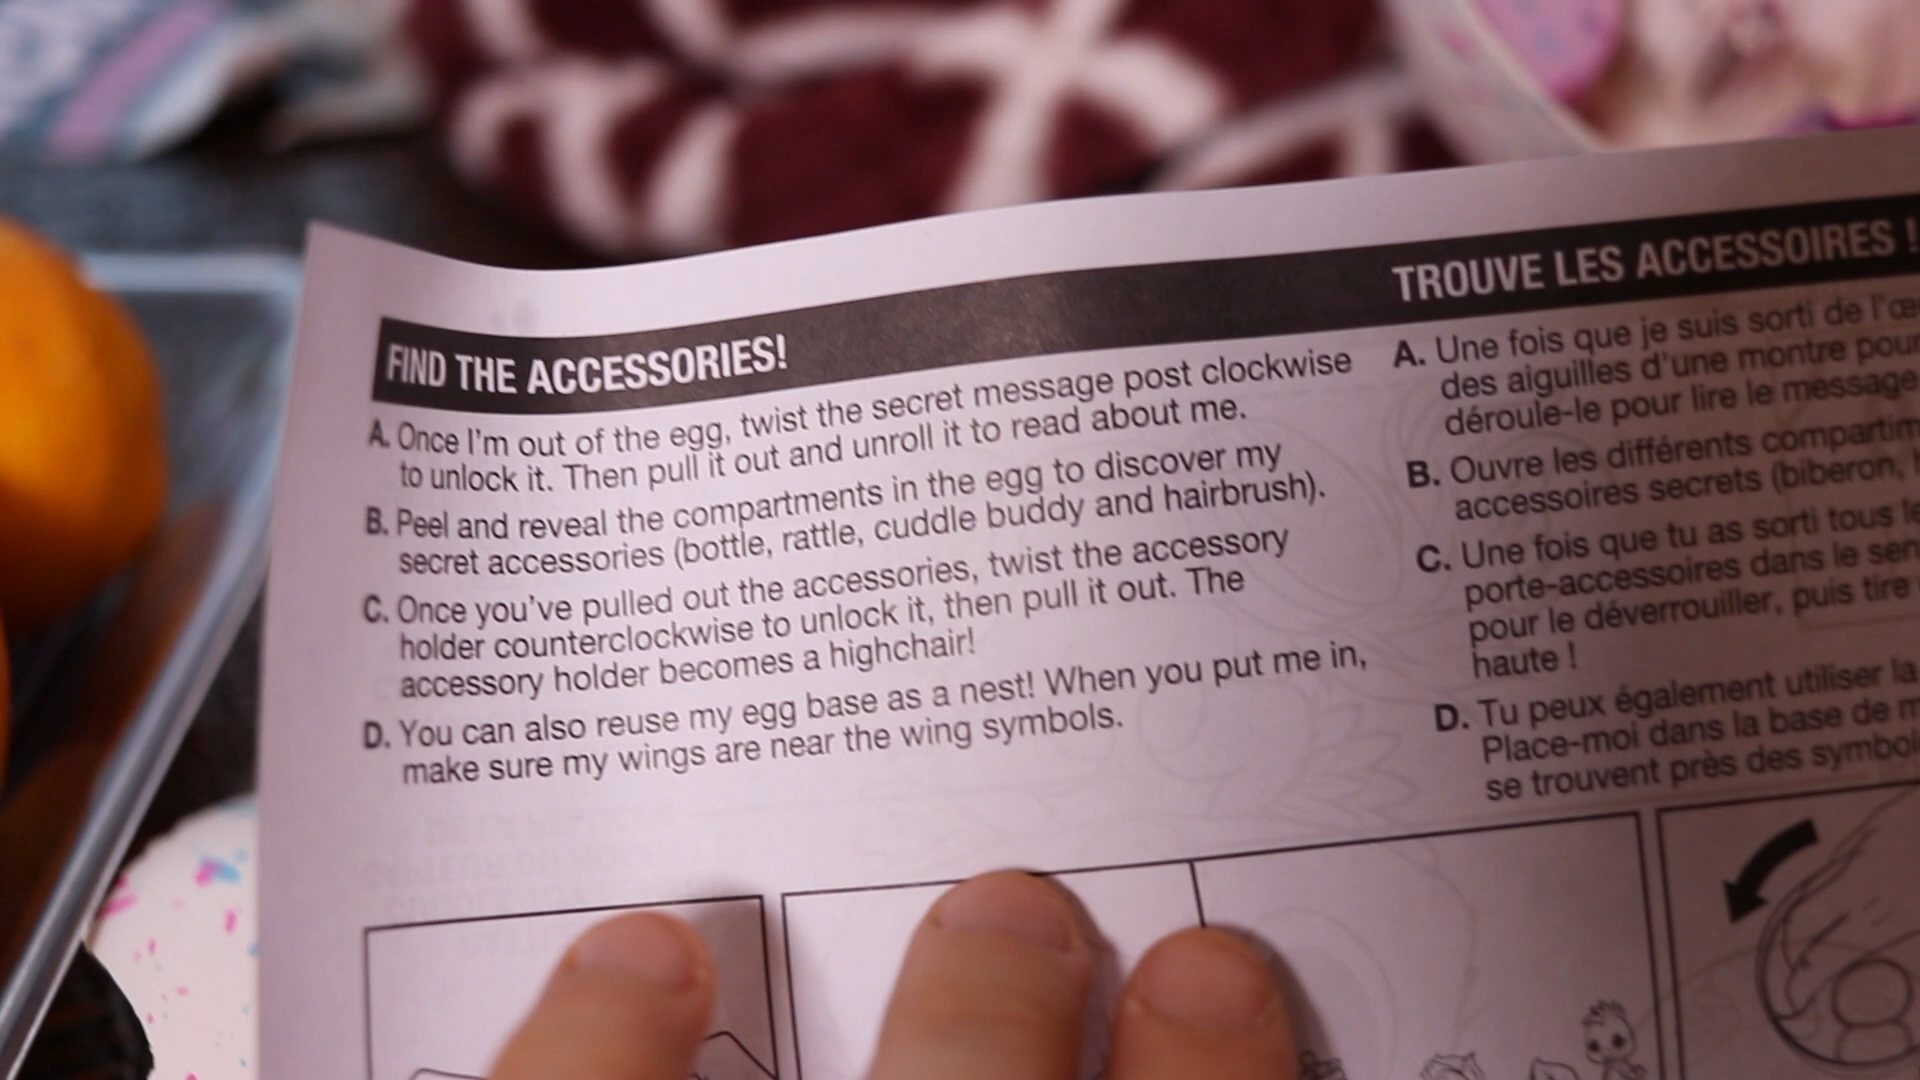 FIND THE ACCESSORIES!
A. Once I'm out of the egg, twist the secret message post clockwise
to unlock it. Then pull it out and unroll it to read about me.
B. Peel and reveal the compartments in the egg to discover my
secret accessories (bottle, rattle, cuddle buddy and hairbrush).
C. Once you've pulled out the accessories, twist the accessory
holder counterclockwise to unlock it, then pull it out. The
accessory holder becomes a highchair!
D. You can also reuse my egg base as a nest! When you put me in,
make sure my wings are near the wing symbols.
TROUVE LES ACCESSOIRES !
A. Une fois que je suis sorti de
des aiguilles d'une montre pour
déroule-le pour lire le message
B. Ouvre les différents
accessoires secrets (biberon,
C. Une fois que tu as sorti tous
porte-accessoires dans le
pour le déverrouiller, puis tire
haute !
D. Tu peux également utiliser la
Place-moi dans la base de
se trouvent près des